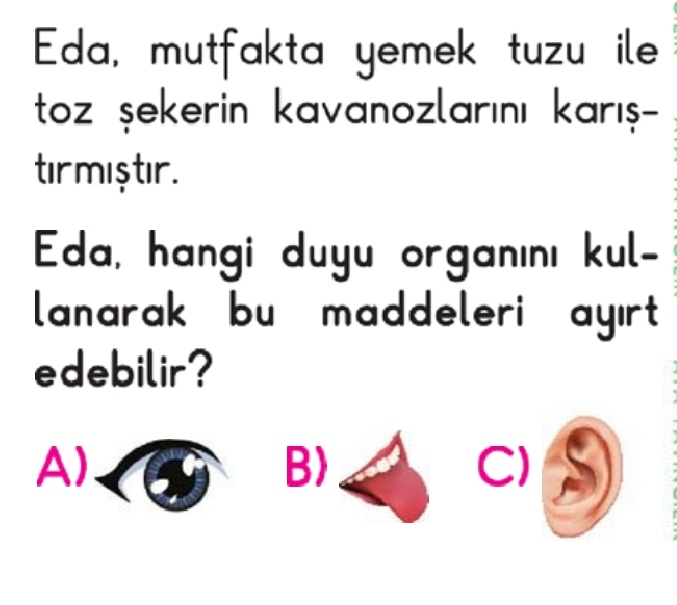 Eda, mutfakta yemek tuzu ile
toz şekerin kavanozlarını karış-
tırmıştır.
Eda, hangi duyu organını kul-
lanarak bu maddeleri ayırt
edebilir?
A) B) C)